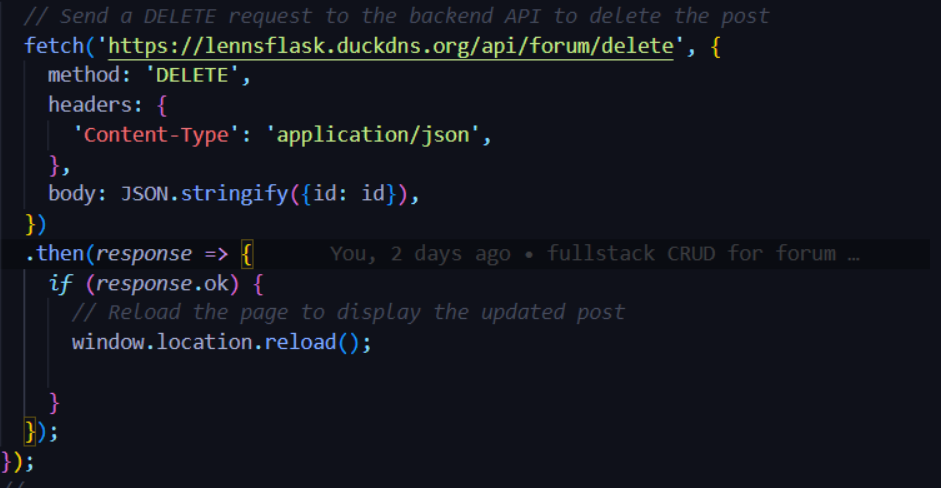 // Send a DELETE request to the backend API to delete the post
fetch('https://lennsflask.duckdns.org/api/forum/delete', {
method: 'DELETE',
headers: {
'Content-Type': 'application/json',
},
body: JSON.stringify({id: id}),
})
.then(response => { You, 2 days ago • fullstack CRUD for forum …
if (response.ok) {
// Reload the page to display the updated post
window.location.reload();
}
});
});
//